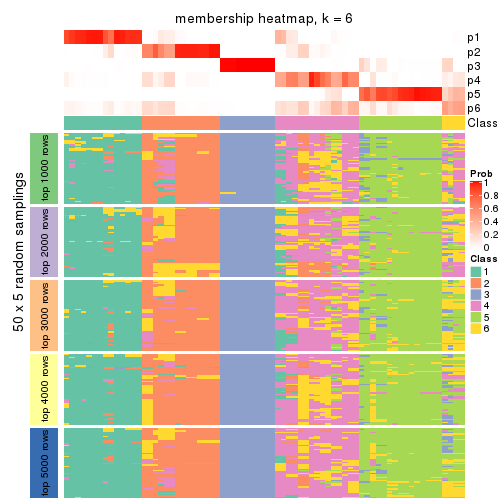 membership heatmap, k = 6
p1
p2
p3
p4
p5
p6
Class
50 x 5 random samplings
top 1000 rows
top 2000 rows
top 3000 rows
top 4000 rows
top 5000 rows
Prob
0.8
0.6
0.4
0.2
0
Class
1
2
3
4
5
6